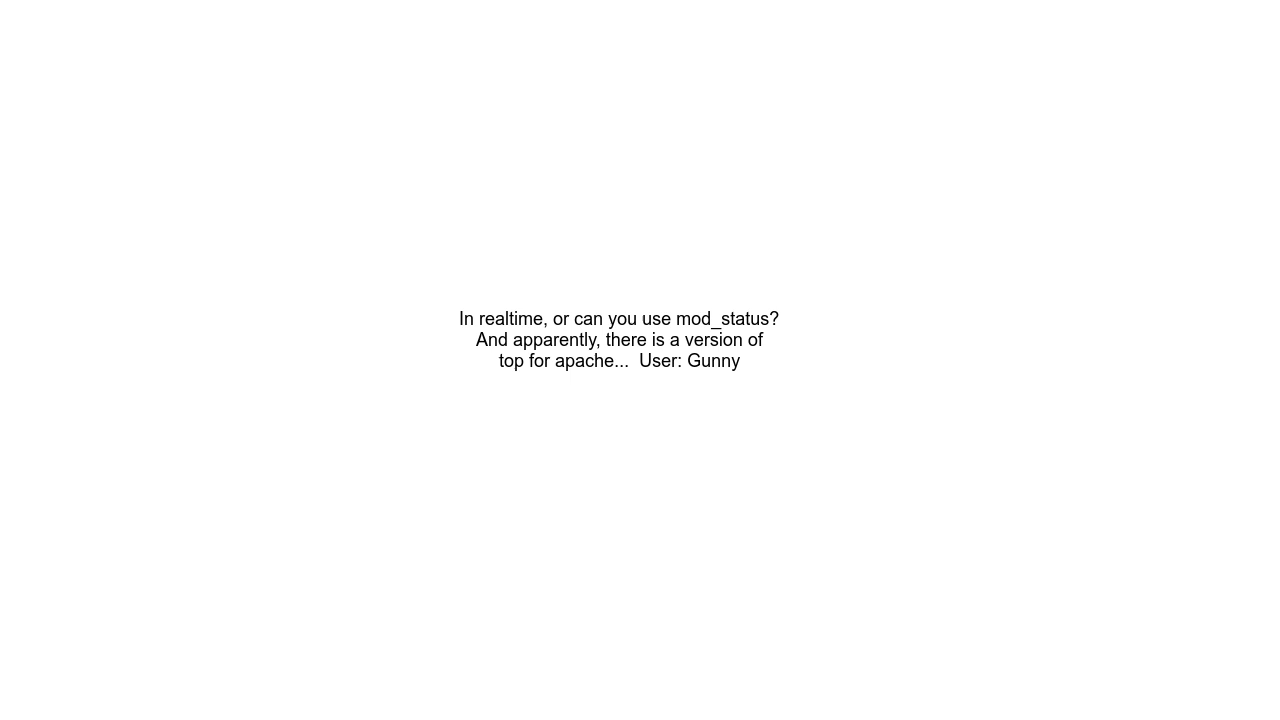 In realtime, or can you use mod_status?
And apparently, there is a version of
top for apache...  User: Gunny